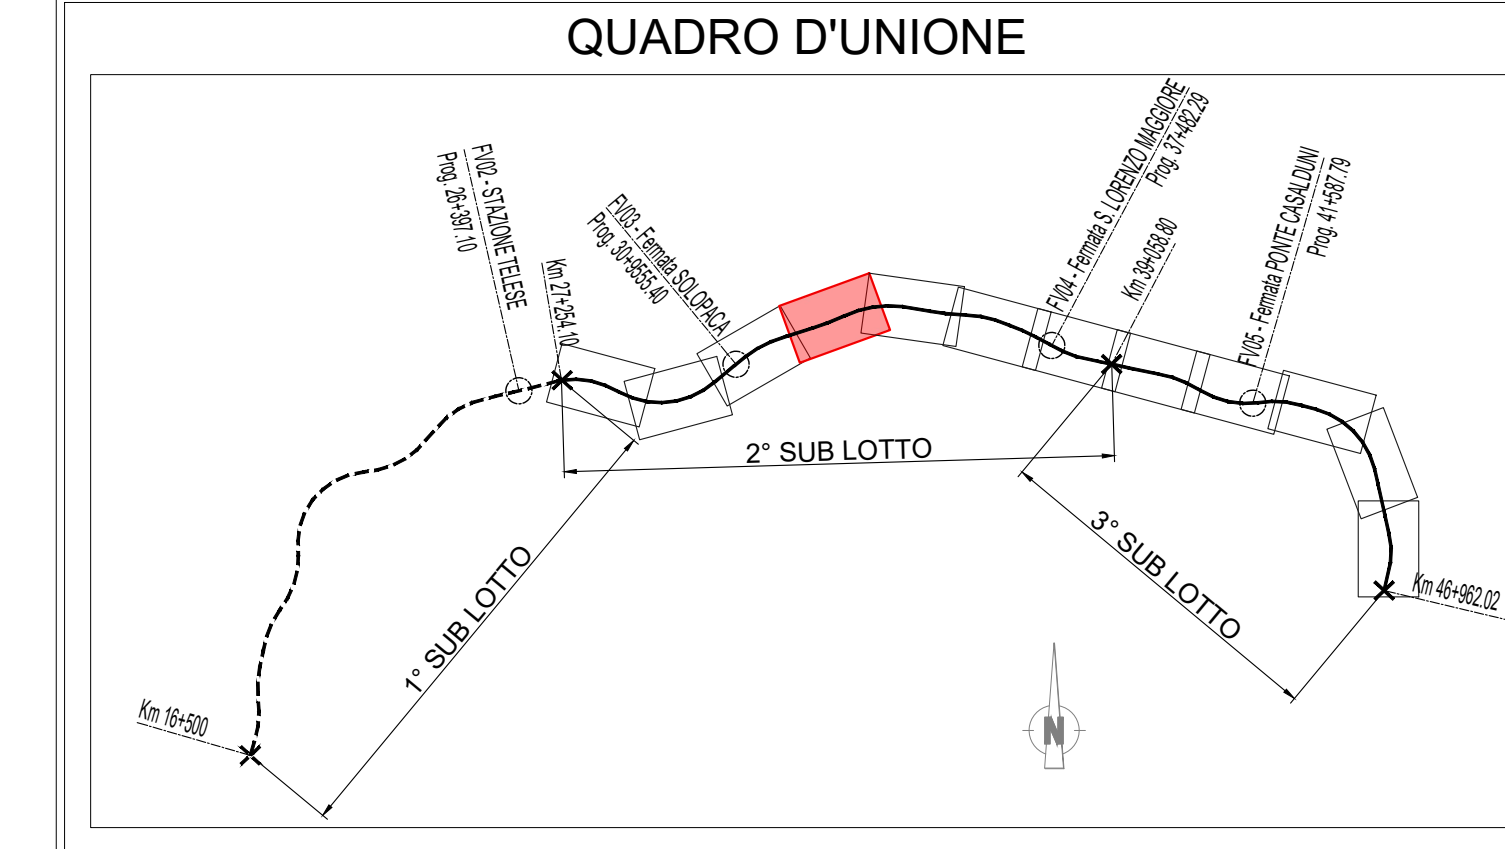 QUADRO D'UNIONE
FV02 - STAZIONE TELESE
Prog. 26+397.10
Km 27+254.10
FV03 - Fermata SOLOPACA
Prog. 30+9555.40
FV04 - Fermata S. LORENZO MAGGIORE
Prog. 37+482.29
Km 39+058.80
FV05 - Fermata PONTE CASALDUNI
Prog. 41+587.79
2° SUB LOTTO
1° SUB LOTTO
3° SUB LOTTO
Km 46+962.02
Km 16+500
N